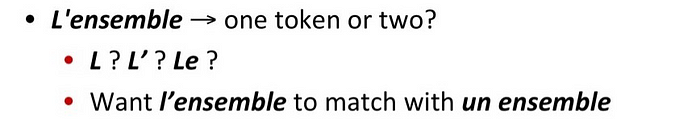 • L'ensemble → one token or two?
• L ? L’ ? Le ?
• Want l’ensemble to match with un ensemble